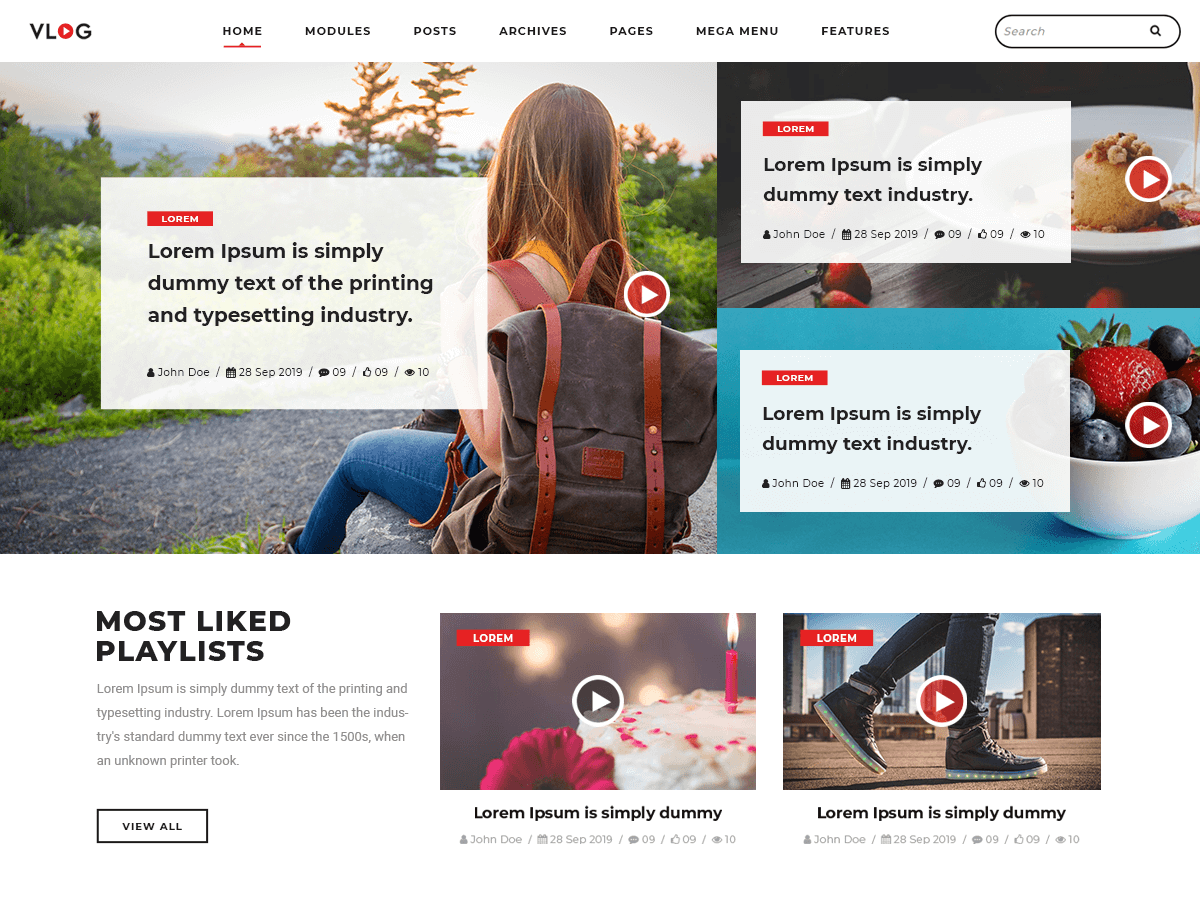 VLOG
HOME MODULES POSTS ARCHIVES PAGES MEGA MENU FEATURES
Search
LOREM
Lorem Ipsum is simply
dummy text of the printing
and typesetting industry.
John Doe / 28 Sep 2019 / 09 / 09 / 10
LOREM
Lorem Ipsum is simply
dummy text industry.
John Doe / 28 Sep 2019 / 09 / 09 / 10
LOREM
Lorem Ipsum is simply
dummy text industry.
John Doe / 28 Sep 2019 / 09 / 09 / 10
MOST LIKED
PLAYLISTS
Lorem Ipsum is simply dummy text of the printing and
typesetting industry. Lorem Ipsum has been the indus-
try's standard dummy text ever since the 1500s, when
an unknown printer took.
VIEW ALL
LOREM
Lorem Ipsum is simply dummy
John Doe / 28 Sep 2019 / 09 / 09 / 10
LOREM
Lorem Ipsum is simply dummy
John Doe / 28 Sep 2019 / 09 / 09 / 10